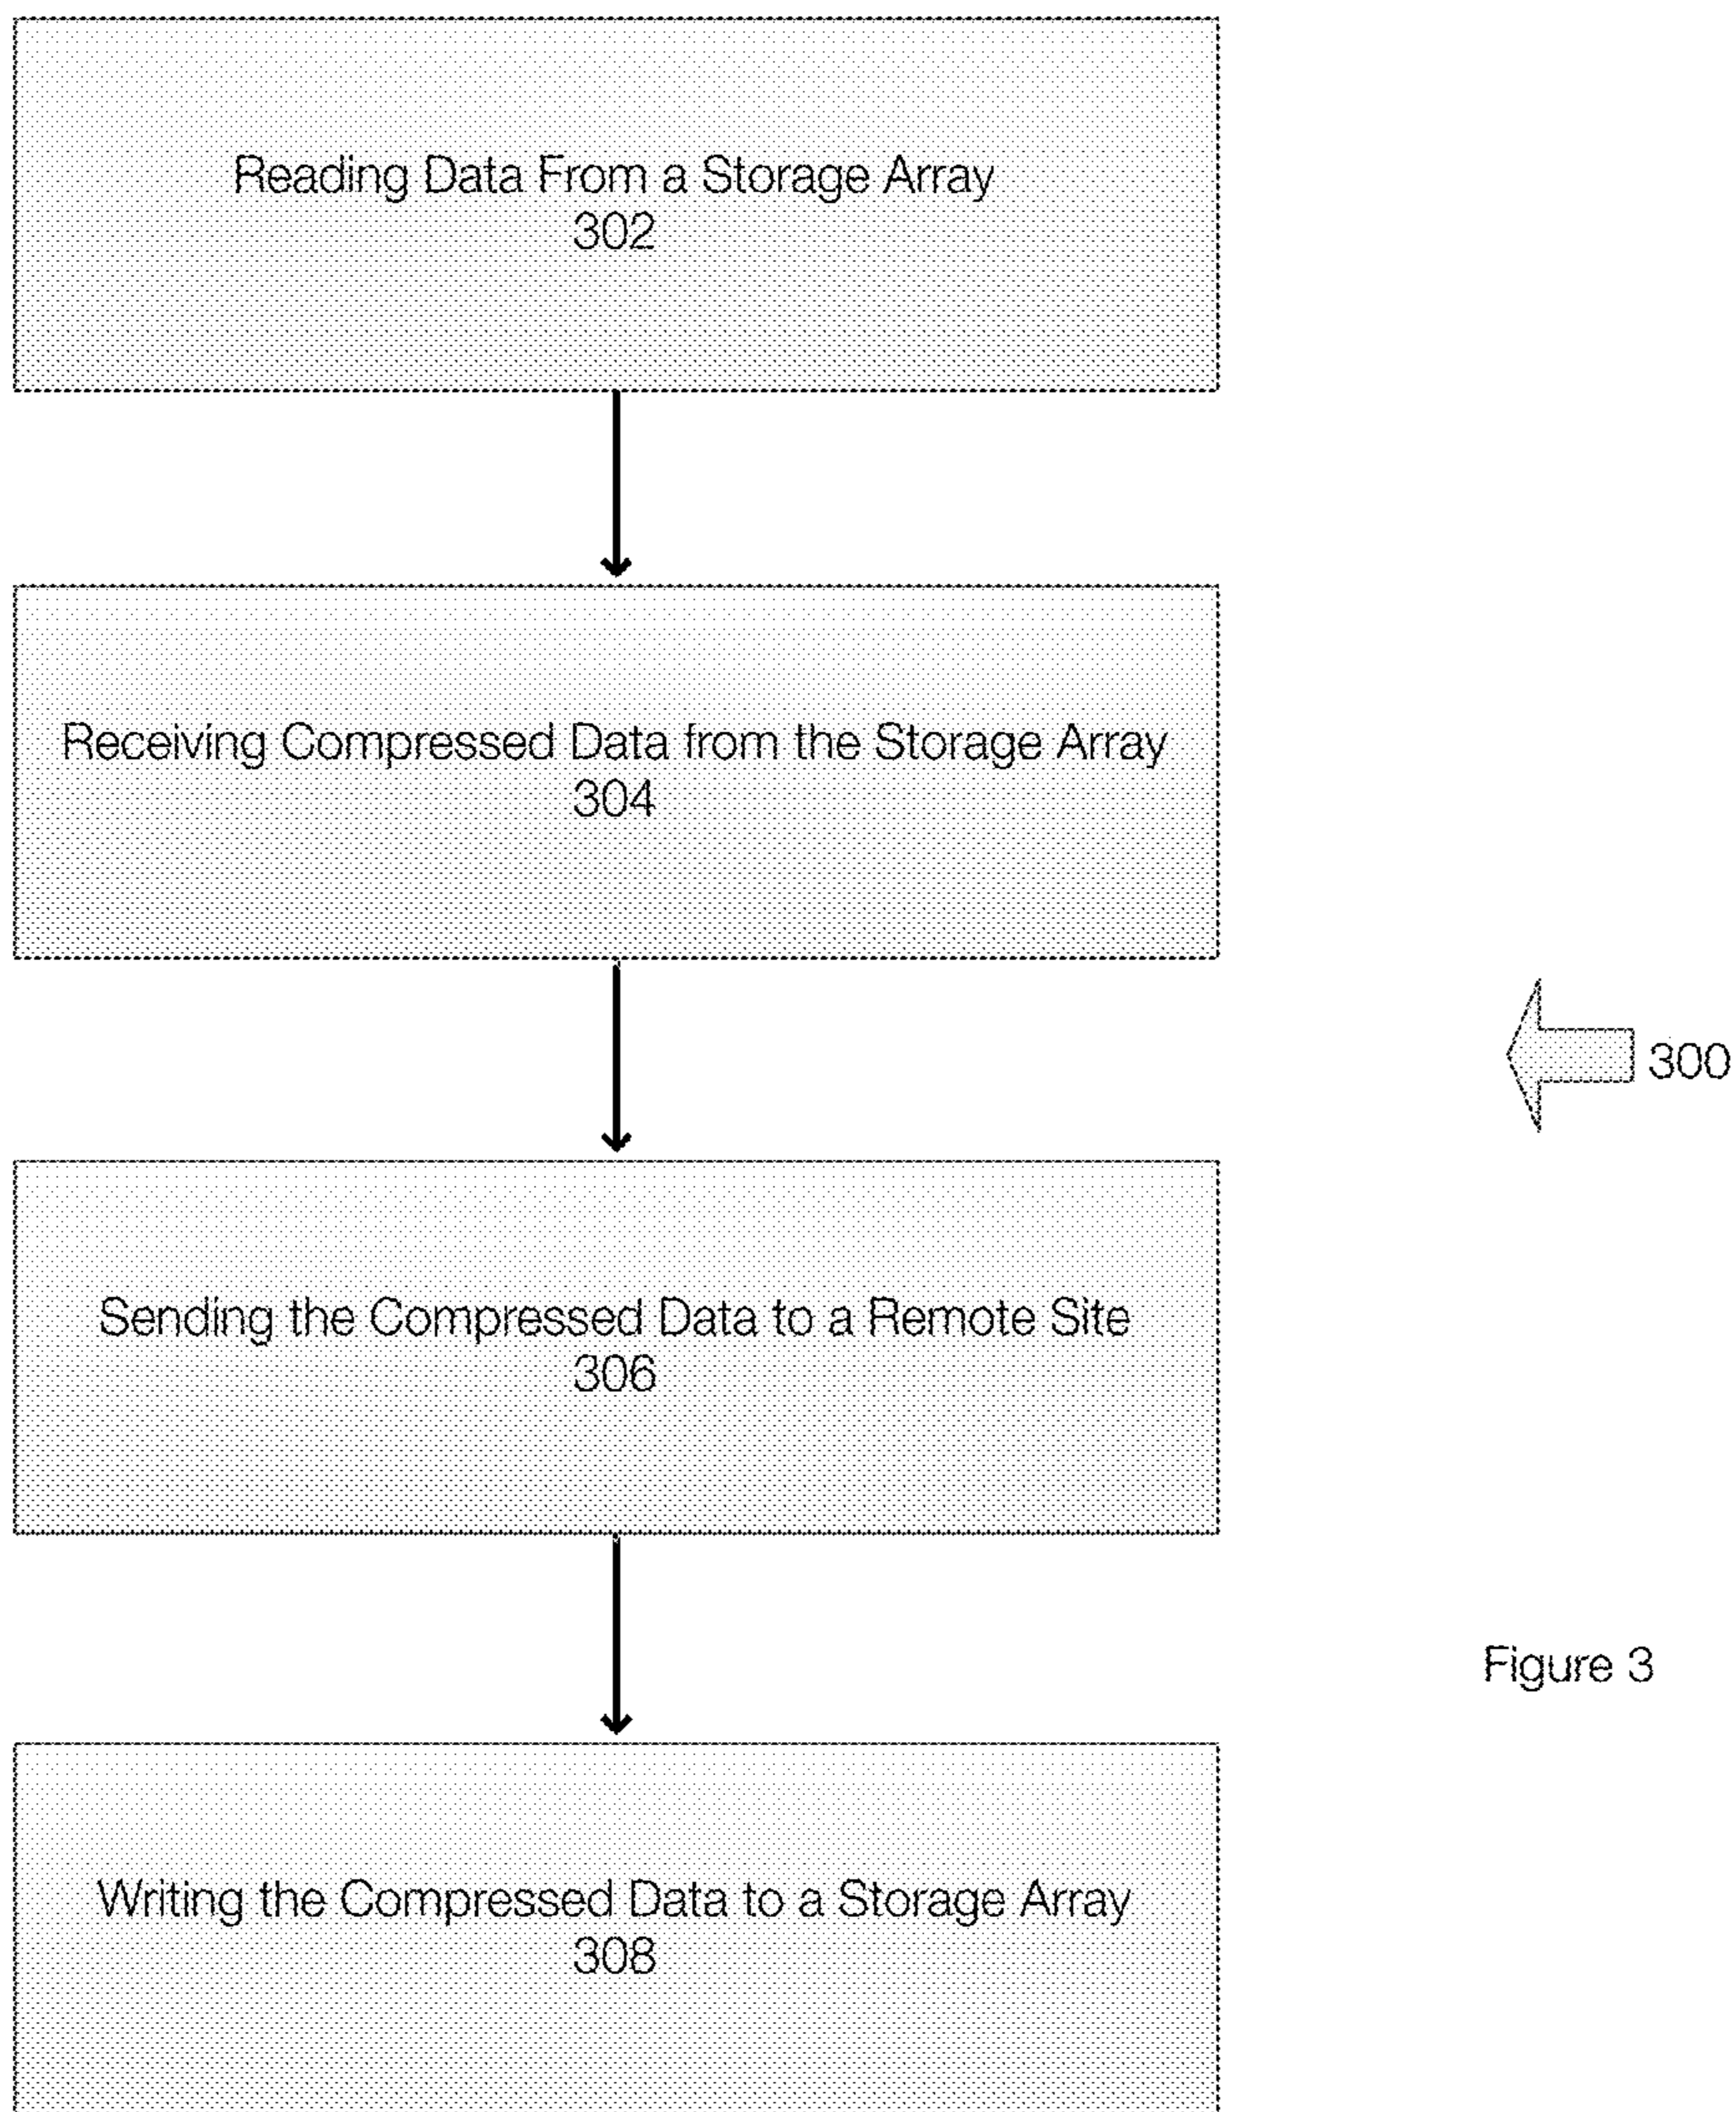 Reading Data From a Storage Array
302
Receiving Compressed Data from the Storage Array
304
300
Sending the Compressed Data to a Remote Site
306
Figure 3
Writing the Compressed Data to a Storage Array
308